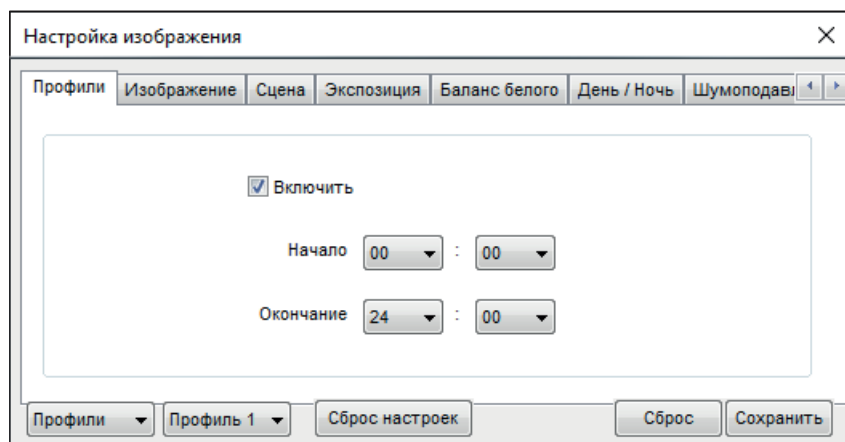 Настройка изображения
Профили Изображение Сцена Экспозиция Баланс белого День / Ночь Шумоподав
Включить
Начало 00 : 00
Окончание 24 : 00
Профили Профиль 1 Сброс настроек Сброс Сохранить